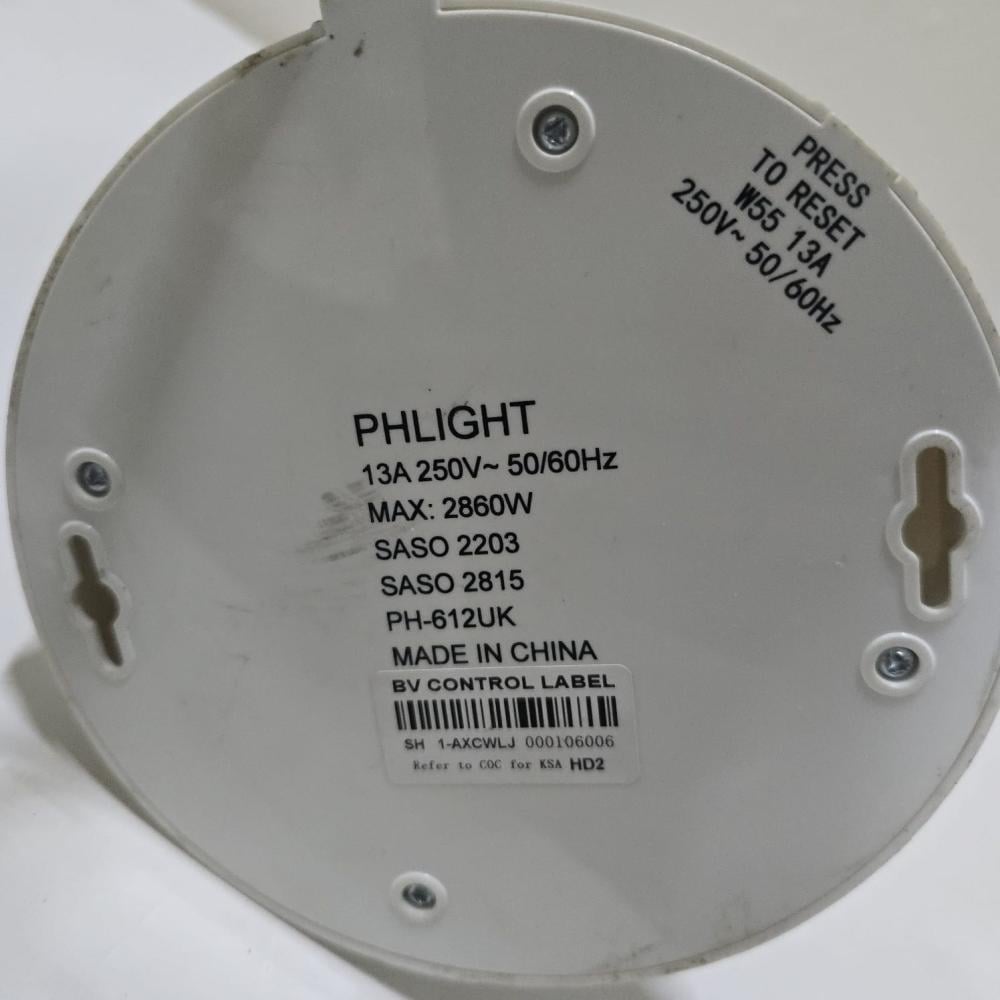 PRESS
TO RESET
W55 13A
250V~ 50/60Hz
PHLIGHT
13A 250V~ 50/60Hz
MAX: 2860W
SASO 2203
SASO 2815
PH-612UK
MADE IN CHINA
BV CONTROL LABEL
SH 1-AXCWLJ 000106006
Refer to COC for KSA HD2